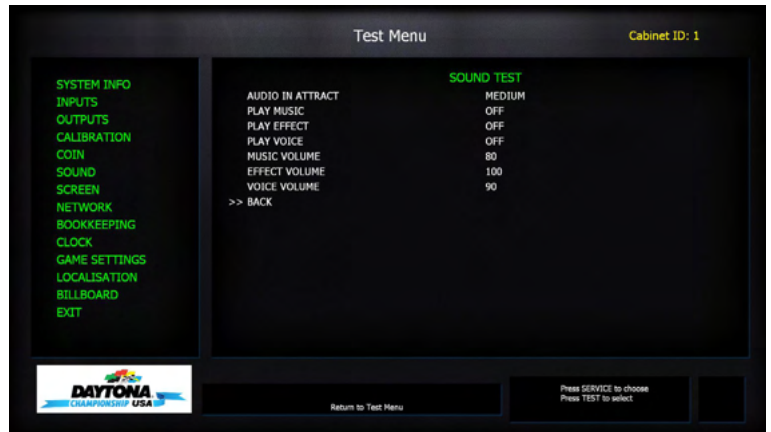 Test Menu
Cabinet ID: 1
SYSTEM INFO
INPUTS
OUTPUTS
CALIBRATION
COIN
SOUND
SCREEN
NETWORK
BOOKKEEPING
CLOCK
GAME SETTINGS
LOCALISATION
BILLBOARD
EXIT
SOUND TEST
AUDIO IN ATTRACT MEDIUM
PLAY MUSIC OFF
PLAY EFFECT OFF
PLAY VOICE OFF
MUSIC VOLUME 80
EFFECT VOLUME 100
VOICE VOLUME 90
>> BACK
DAYTONA
CHAMPIONSHIP USA
Return to Test Menu
Press SERVICE to choose
Press TEST to select